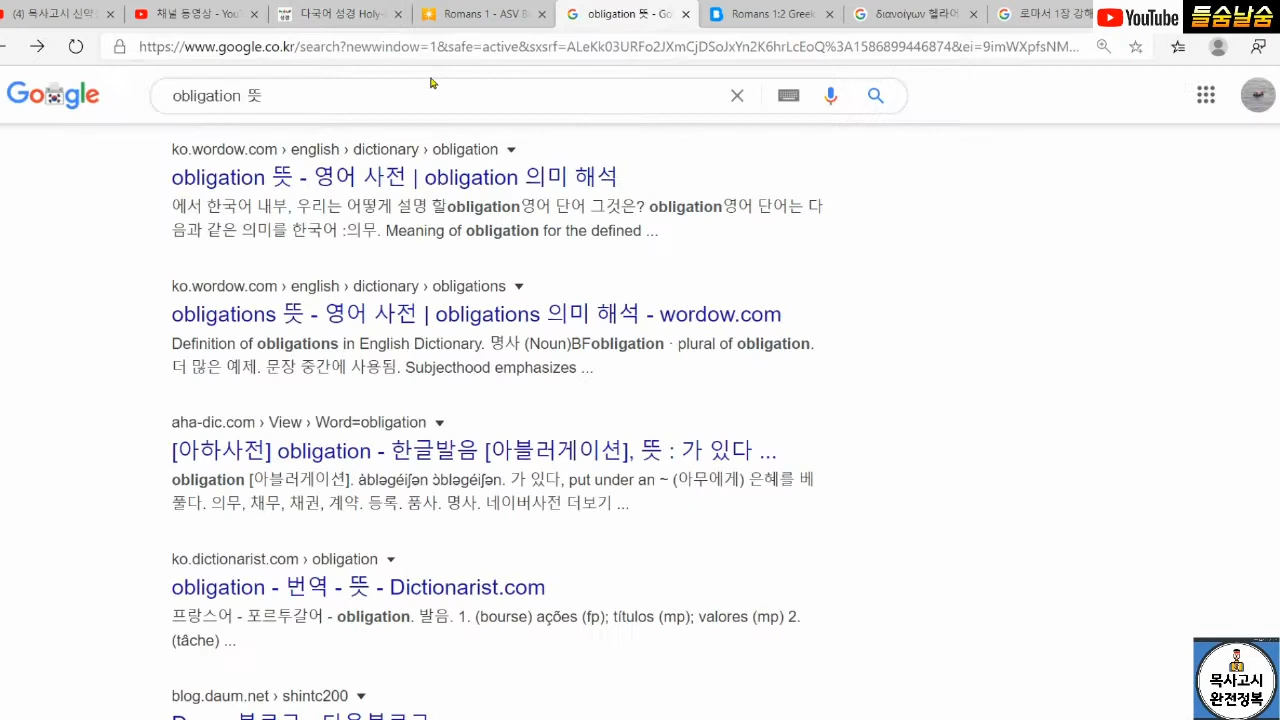 (4) 목사고시 신약
채널 동영상 - YouTube
다국어 성경 Holy-
Romans 1
obligation 뜻 - Go
Romans 1:2 Greek
διανοίγων 헬라어
로마서 1장 강해
YouTube
들숨날숨
https://www.google.co.kr/search?newwindow=1&safe=active&sxsrf=ALeKk03URFo2JXmCjDSoJxYn2K6hrLcEoQ%3A1586899446874&ei=9imWXpfsNM...
Google
obligation 뜻
ko.wordow.com › english › dictionary › obligation
obligation 뜻 - 영어 사전 | obligation 의미 해석
에서 한국어 내부, 우리는 어떻게 설명 할obligation영어 단어 그것은? obligation영어 단어는 다
음과 같은 의미를 한국어 :의무. Meaning of obligation for the defined ...
ko.wordow.com › english › dictionary › obligations
obligations 뜻 - 영어 사전 | obligations 의미 해석 - wordow.com
Definition of obligations in English Dictionary. 명사 (Noun)BFobligation · plural of obligation.
더 많은 예제. 문장 중간에 사용됨. Subjecthood emphasizes ...
aha-dic.com › View › Word=obligation
[아하사전] obligation - 한글발음 [아블러게이션], 뜻 : 가 있다 ...
obligation [아블러게이션]. àbləgéiʃən ɔ̀bləgéiʃən. 가 있다, put under an ~ (아무에게) 은혜를 베
풀다. 의무, 채무, 채권, 계약. 등록. 품사. 명사. 네이버사전 더보기 ...
ko.dictionarist.com › obligation
obligation - 번역 - 뜻 - Dictionarist.com
프랑스어 - 포르투갈어 - obligation. 발음. 1. (bourse) ações (fp); títulos (mp); valores (mp) 2.
(tâche) ...
blog.daum.net › shintc200
Daum 블로그 - 다음블로그
목사고시
완전정복